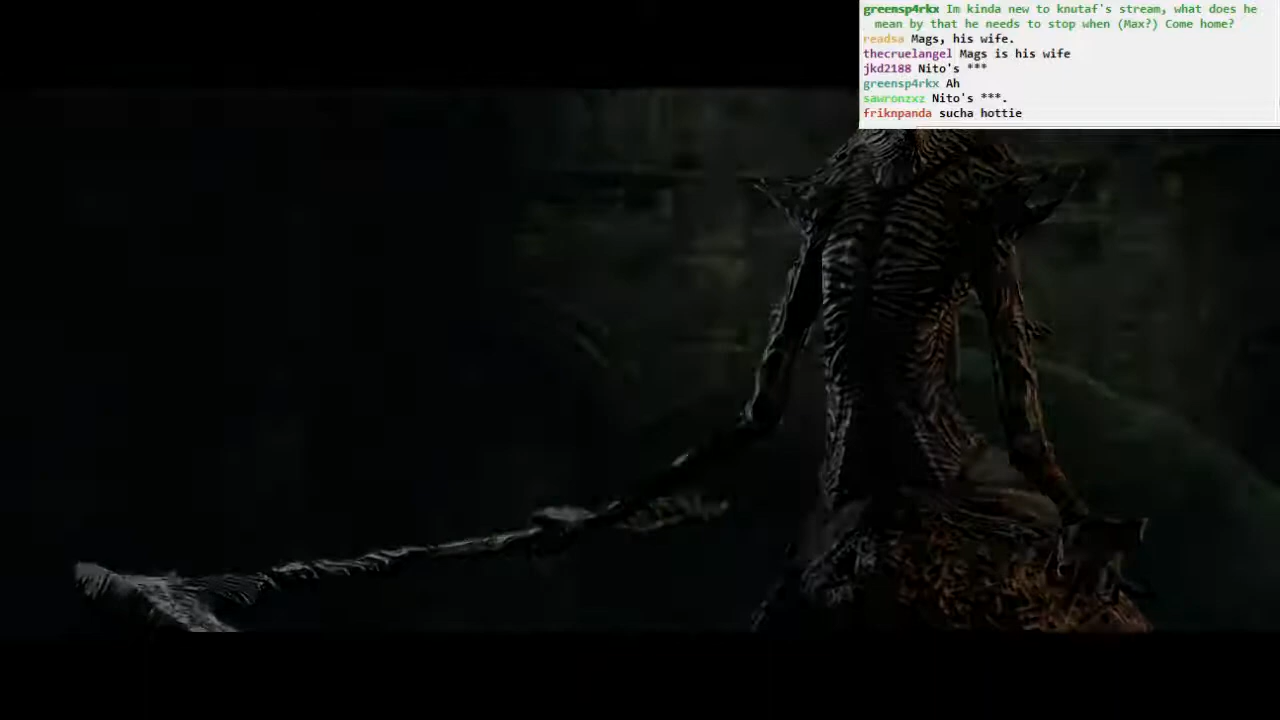 greensp4rkx Im kinda new to knutaf's stream, what does he
mean by that he needs to stop when (Max?) Come home?
readsa Mags, his wife.
thecruelangel Mags is his wife
jkd2188 Nito's ***
greensp4rkx Ah
sawronzxz Nito's ***.
friknpanda sucha hottie